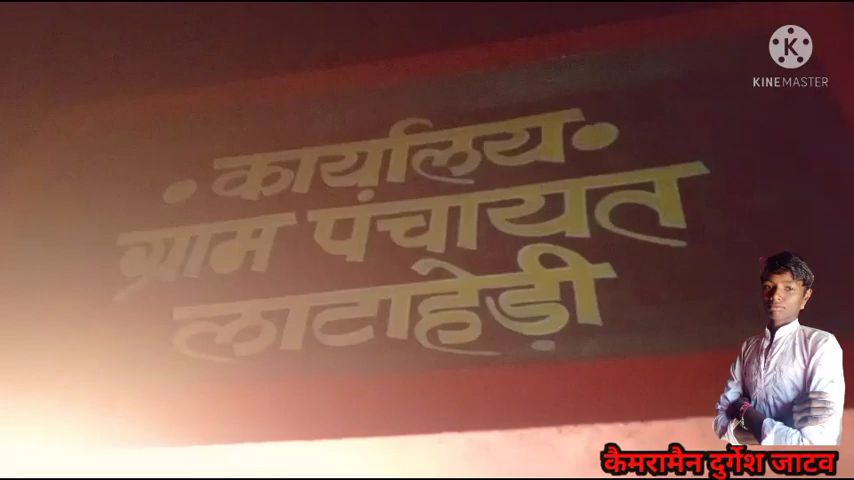 KINEMASTER
• कार्यालय •
ग्राम पंचायत
लाटाहेड़ी
कैमरामैन दुर्गेश जाटव